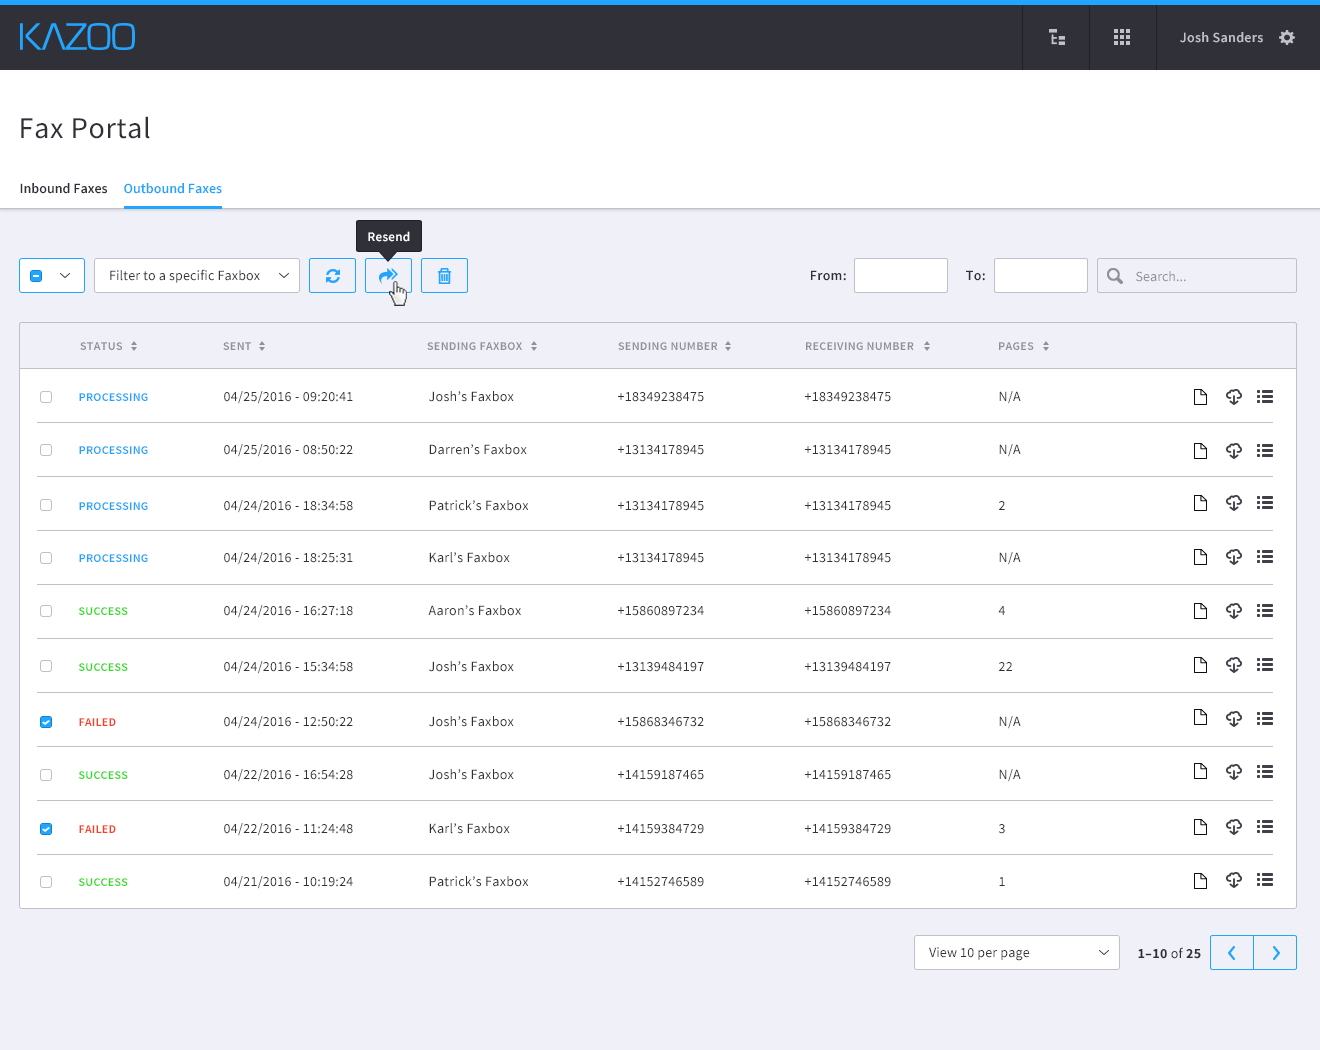 KAZOO
Josh Sanders
Fax Portal
Inbound Faxes Outbound Faxes
Resend
Filter to a specific Faxbox From: To: Search...
STATUS SENT SENDING FAXBOX SENDING NUMBER RECEIVING NUMBER PAGES
PROCESSING 04/25/2016 - 09:20:41 Josh's Faxbox +18349238475 +18349238475 N/A
PROCESSING 04/25/2016 - 08:50:22 Darren's Faxbox +13134178945 +13134178945 N/A
PROCESSING 04/24/2016 - 18:34:58 Patrick's Faxbox +13134178945 +13134178945 2
PROCESSING 04/24/2016 - 18:25:31 Karl's Faxbox +13134178945 +13134178945 N/A
SUCCESS 04/24/2016 - 16:27:18 Aaron's Faxbox +15860897234 +15860897234 4
SUCCESS 04/24/2016 - 15:34:58 Josh's Faxbox +13139484197 +13139484197 22
FAILED 04/24/2016 - 12:50:22 Josh's Faxbox +15868346732 +15868346732 N/A
SUCCESS 04/22/2016 - 16:54:28 Josh's Faxbox +14159187465 +14159187465 N/A
FAILED 04/22/2016 - 11:24:48 Karl's Faxbox +14159384729 +14159384729 3
SUCCESS 04/21/2016 - 10:19:24 Patrick's Faxbox +14152746589 +14152746589 1
View 10 per page 1–10 of 25